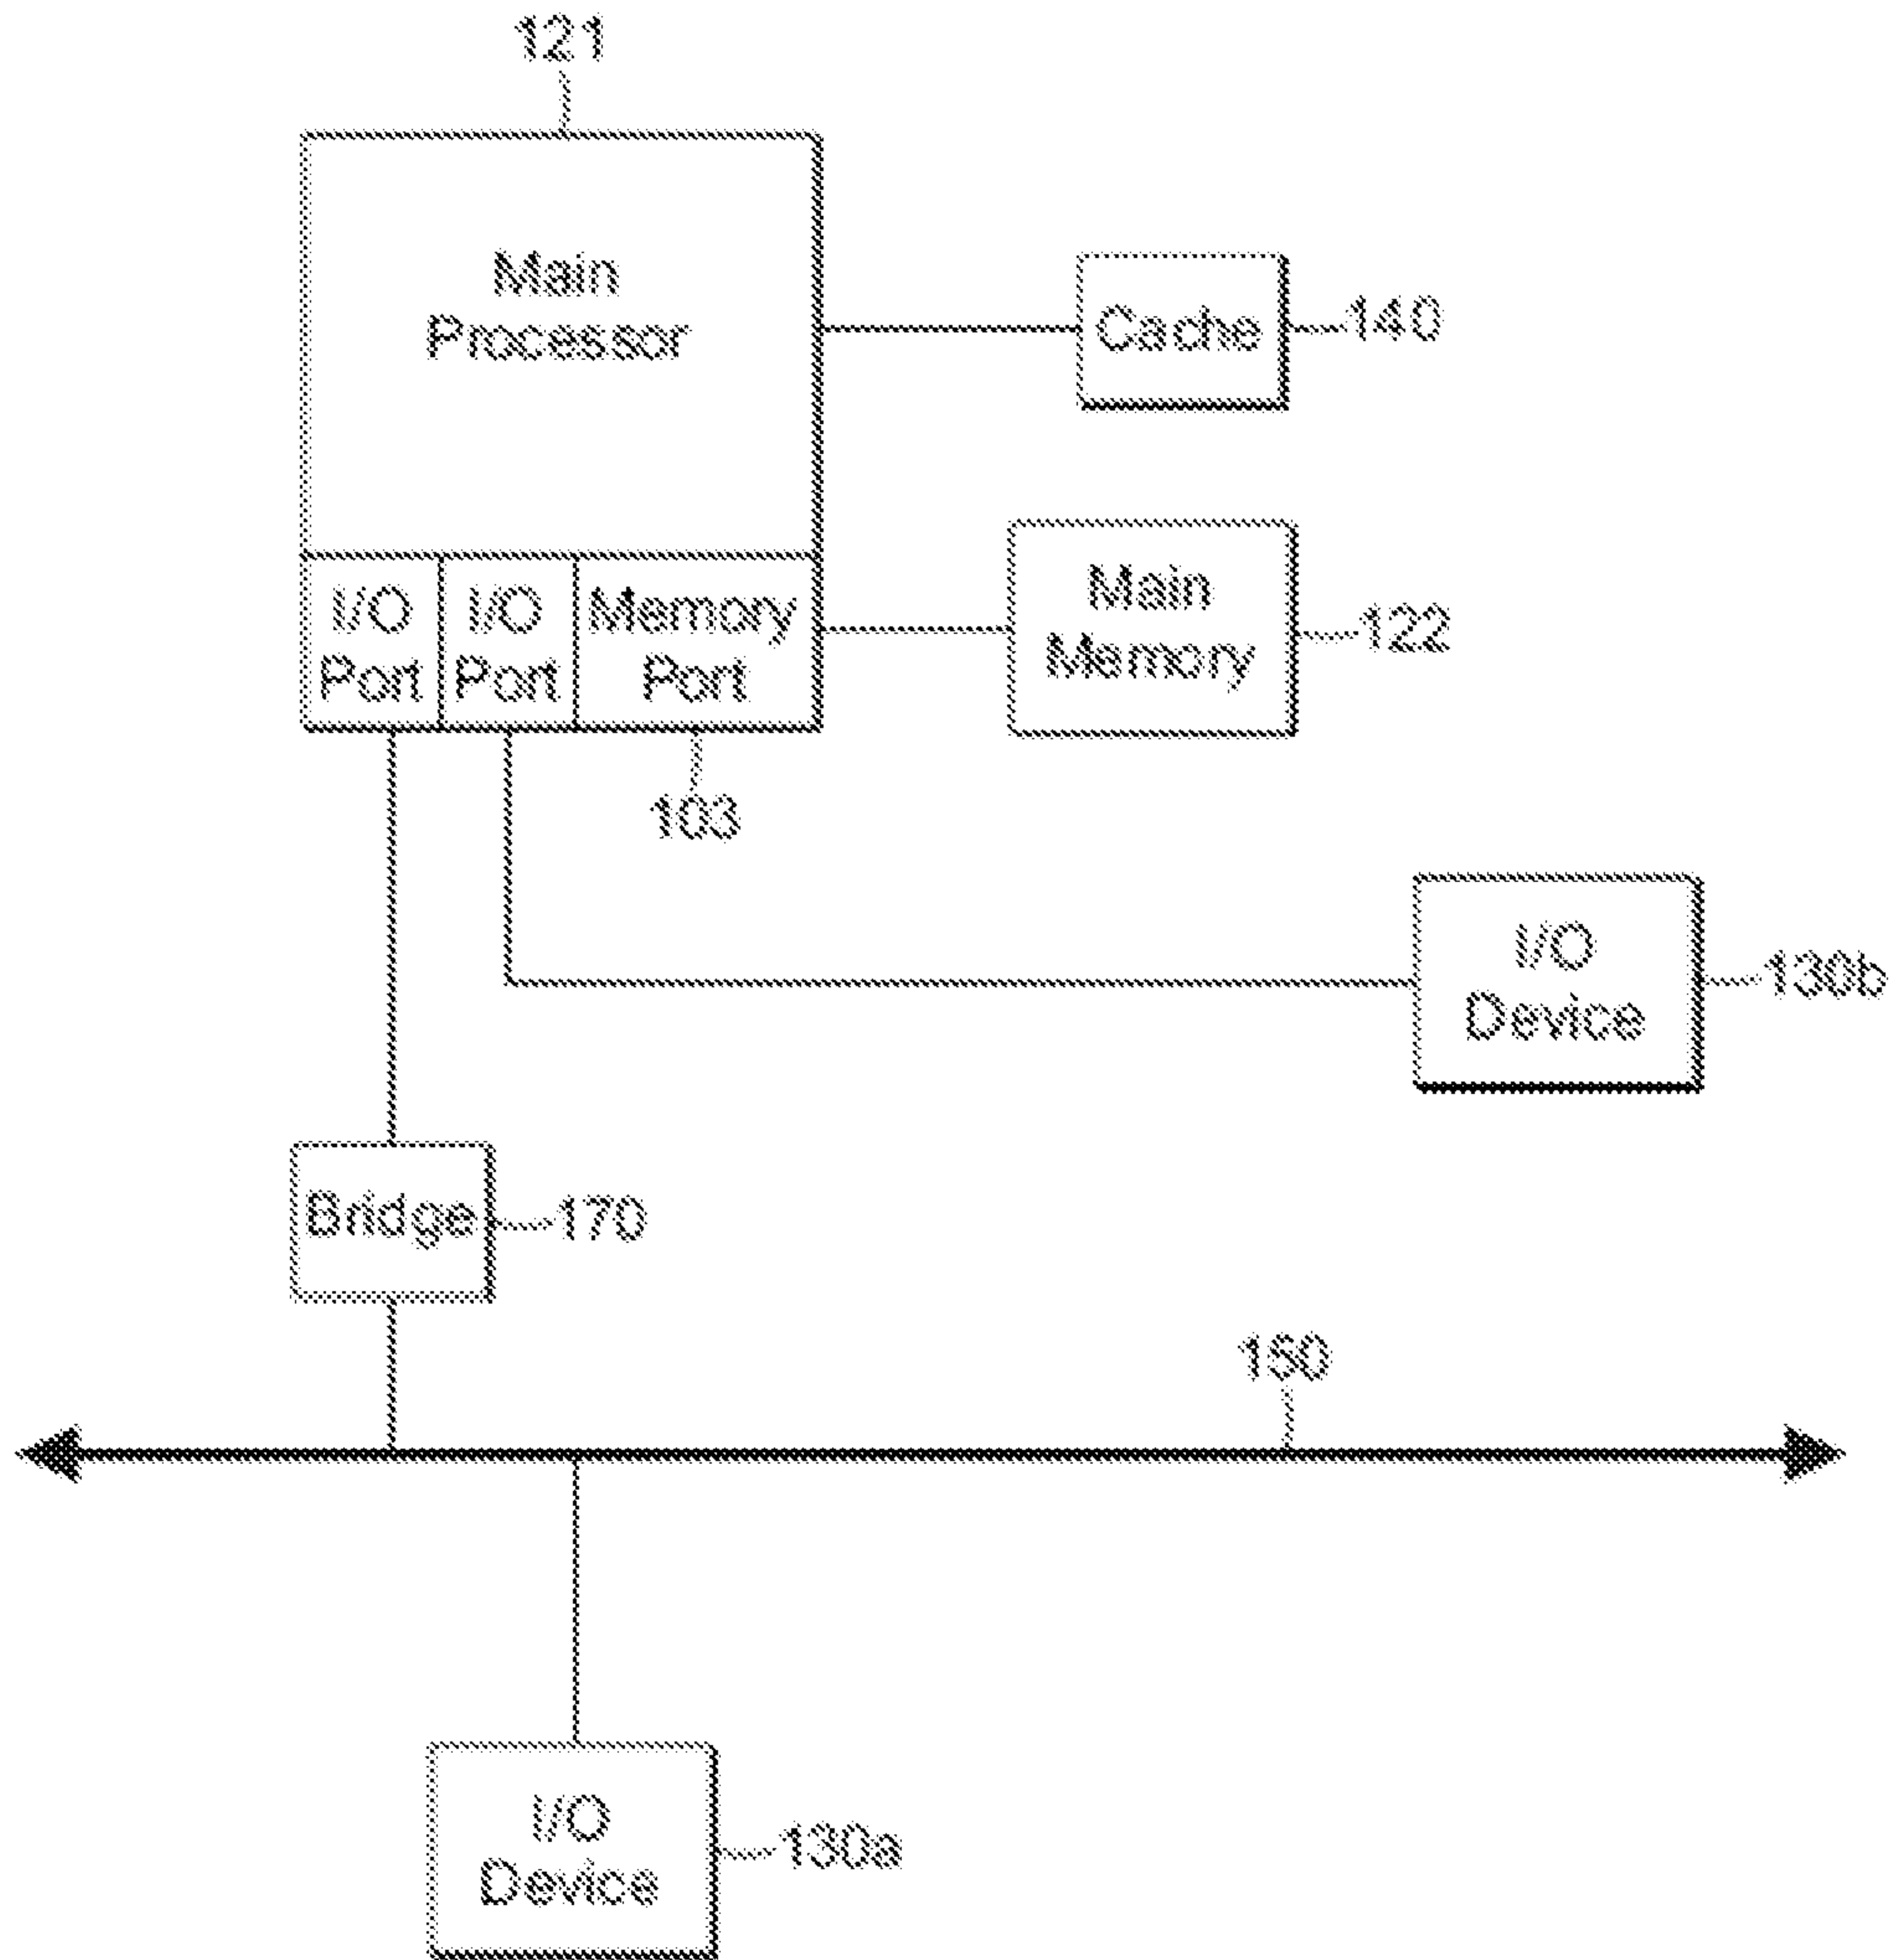 121
Main
Processor
Cache
140
I/O
Port
I/O
Port
Memory
Port
Main
Memory
122
103
I/O
Device
130b
Bridge
170
I/O
Device
130a